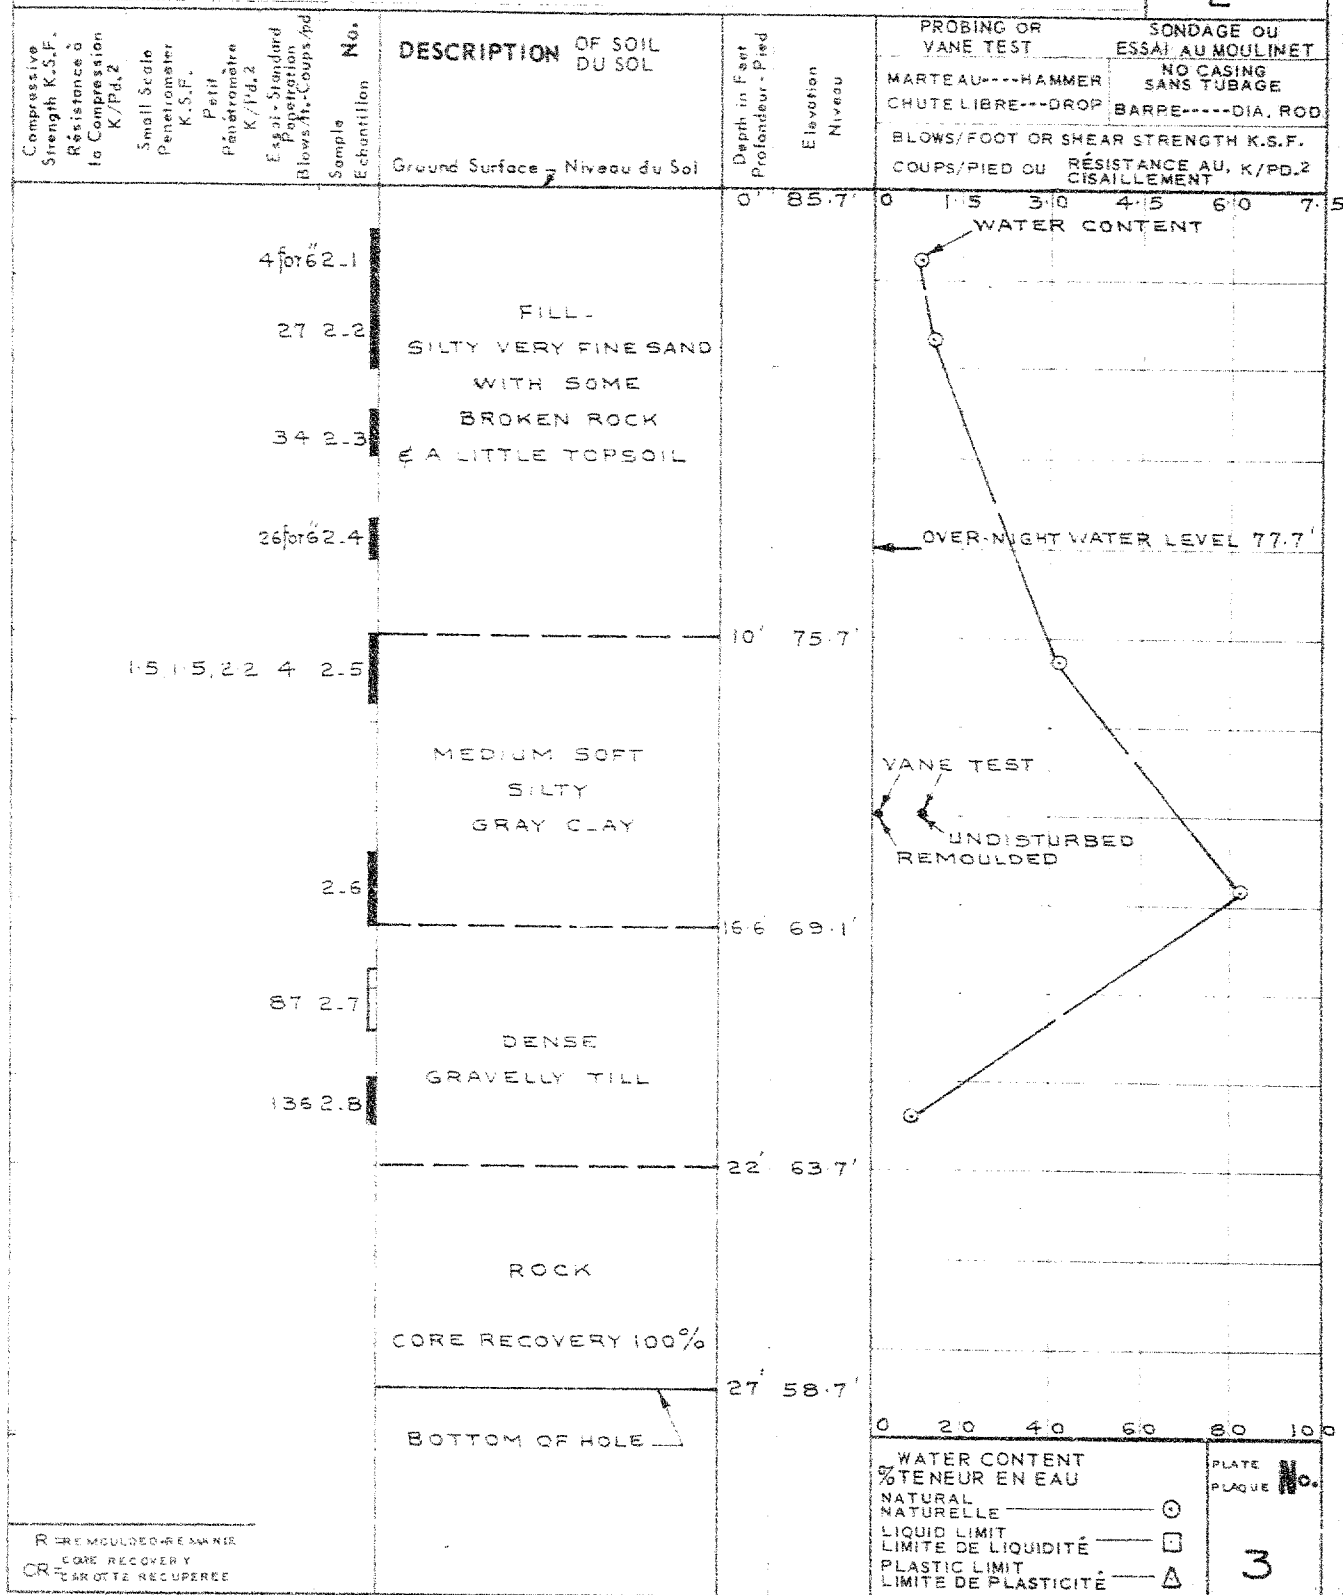 2
Compressive
Strength K.S.F.
Résistance à
la Compression
K/Pd.2
Small Scale
Penetrometer
K.S.F.
Petit
Pénétromètre
K/Pd.2
Essai-Standard
Penetration
Blows/ft.-Coups/pd
Sample No.
Echantillon
DESCRIPTION OF SOIL
DU SOL
Ground Surface - Niveau du Sol
Depth in Feet
Profondeur-Pied
Elevation
Niveau
PROBING OR
VANE TEST
SONDAGE OU
ESSAI AU MOULINET
MARTEAU----HAMMER
CHUTE LIBRE---DROP
NO CASING
SANS TUBAGE
BARRE-----DIA. ROD
BLOWS/FOOT OR SHEAR STRENGTH K.S.F.
COUPS/PIED OU RÉSISTANCE AU, K/PD.2
CISAILLEMENT
0' 85.7' 0 1.5 3.0 4.5 6.0 7.5
WATER CONTENT
4 for 6" 2-1
27 2-2
34 2-3
26 for 6" 2-4
FILL-
SILTY VERY FINE SAND
WITH SOME
BROKEN ROCK
& A LITTLE TOPSOIL
OVER-NIGHT WATER LEVEL 77.7'
10' 75.7'
1.5, 1.5, 2.2 4 2-5
MEDIUM SOFT
SILTY
GRAY CLAY
VANE TEST
UNDISTURBED
REMOULDED
2-6
16.6 69.1'
87 2-7
DENSE
GRAVELLY TILL
136 2-8
22' 63.7'
ROCK
CORE RECOVERY 100%
27' 58.7'
BOTTOM OF HOLE
0 20 40 60 80 100
WATER CONTENT
% TENEUR EN EAU
NATURAL
NATURELLE
LIQUID LIMIT
LIMITE DE LIQUIDITÉ
PLASTIC LIMIT
LIMITE DE PLASTICITÉ
PLATE
PLAQUE No.
3
R = REMOULDED-REMANIE
CR = CORE RECOVERY
CAROTTE RECUPEREE